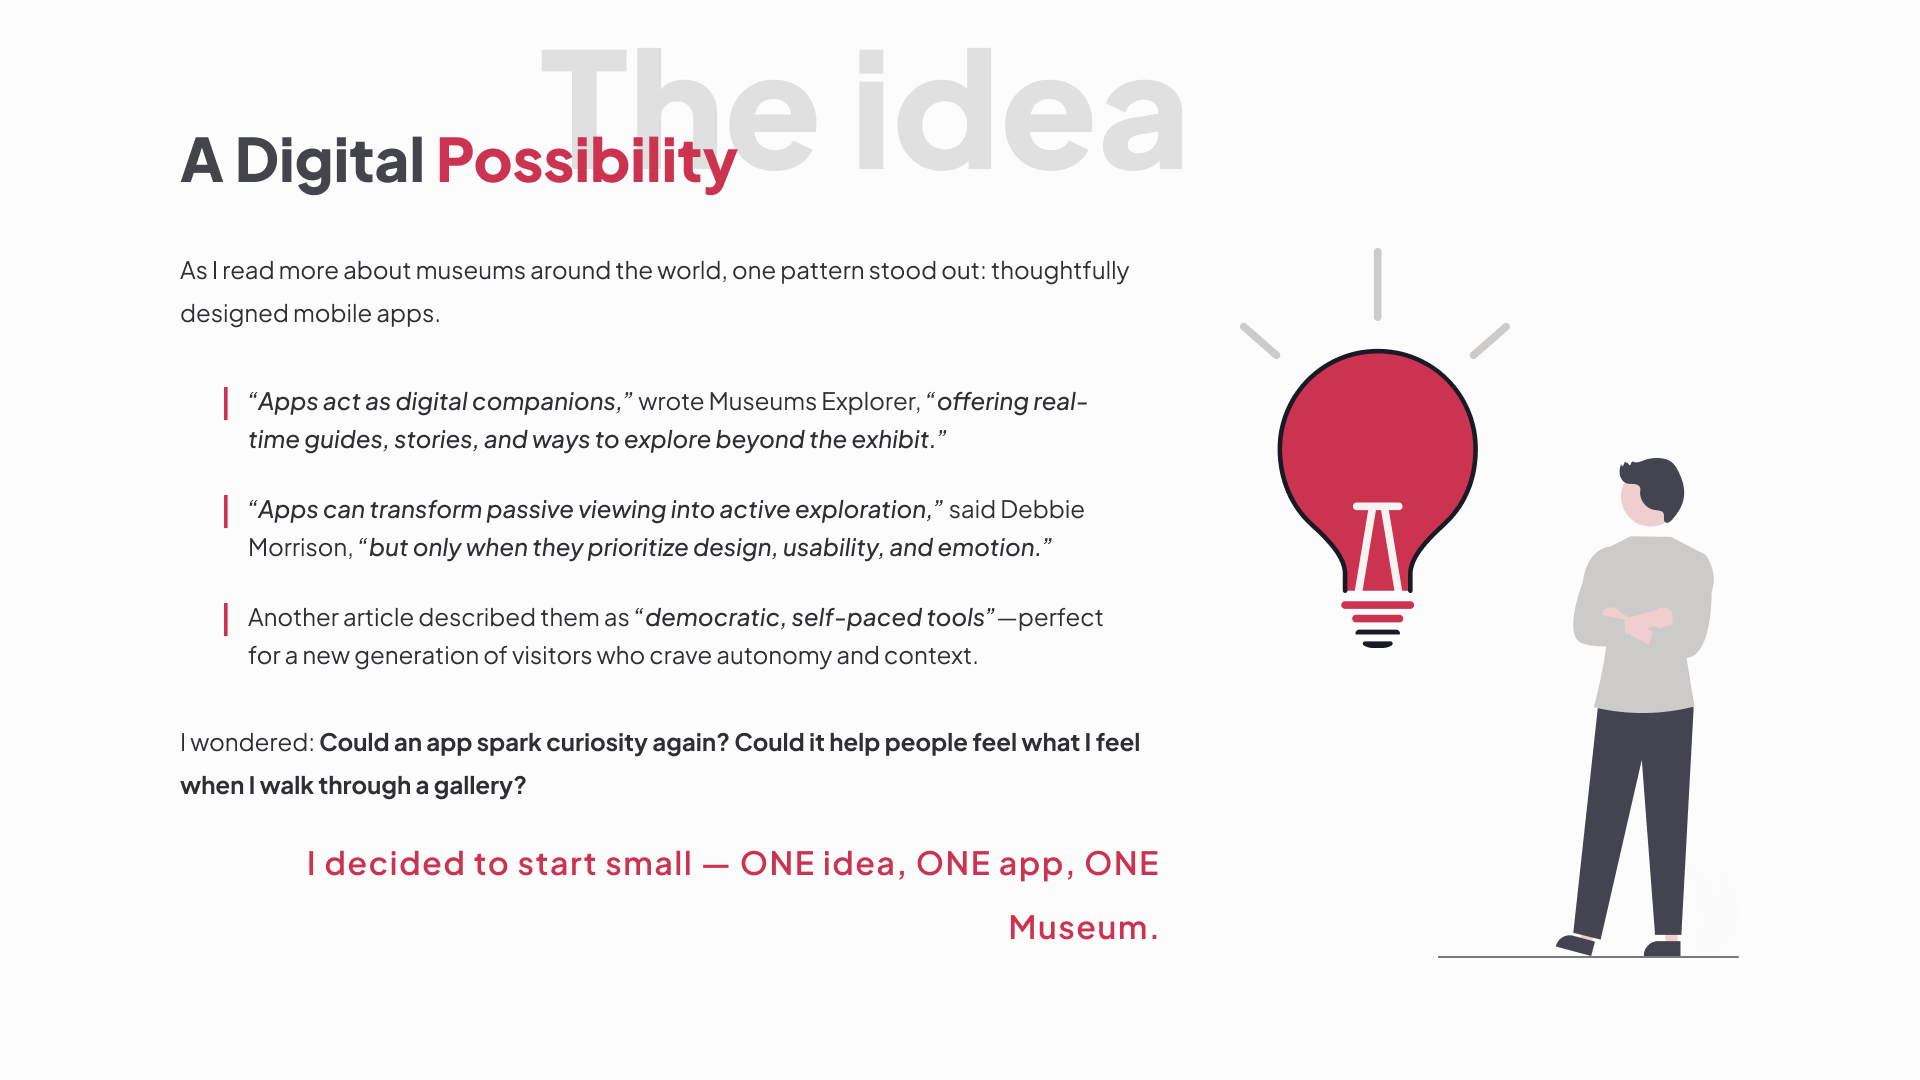 The idea
A Digital Possibility
As I read more about museums around the world, one pattern stood out: thoughtfully
designed mobile apps.
“Apps act as digital companions,” wrote Museums Explorer, “offering real-
time guides, stories, and ways to explore beyond the exhibit.”
“Apps can transform passive viewing into active exploration,” said Debbie
Morrison, “but only when they prioritize design, usability, and emotion.”
Another article described them as “democratic, self-paced tools”—perfect
for a new generation of visitors who crave autonomy and context.
I wondered: Could an app spark curiosity again? Could it help people feel what I feel
when I walk through a gallery?
I decided to start small — ONE idea, ONE app, ONE
Museum.